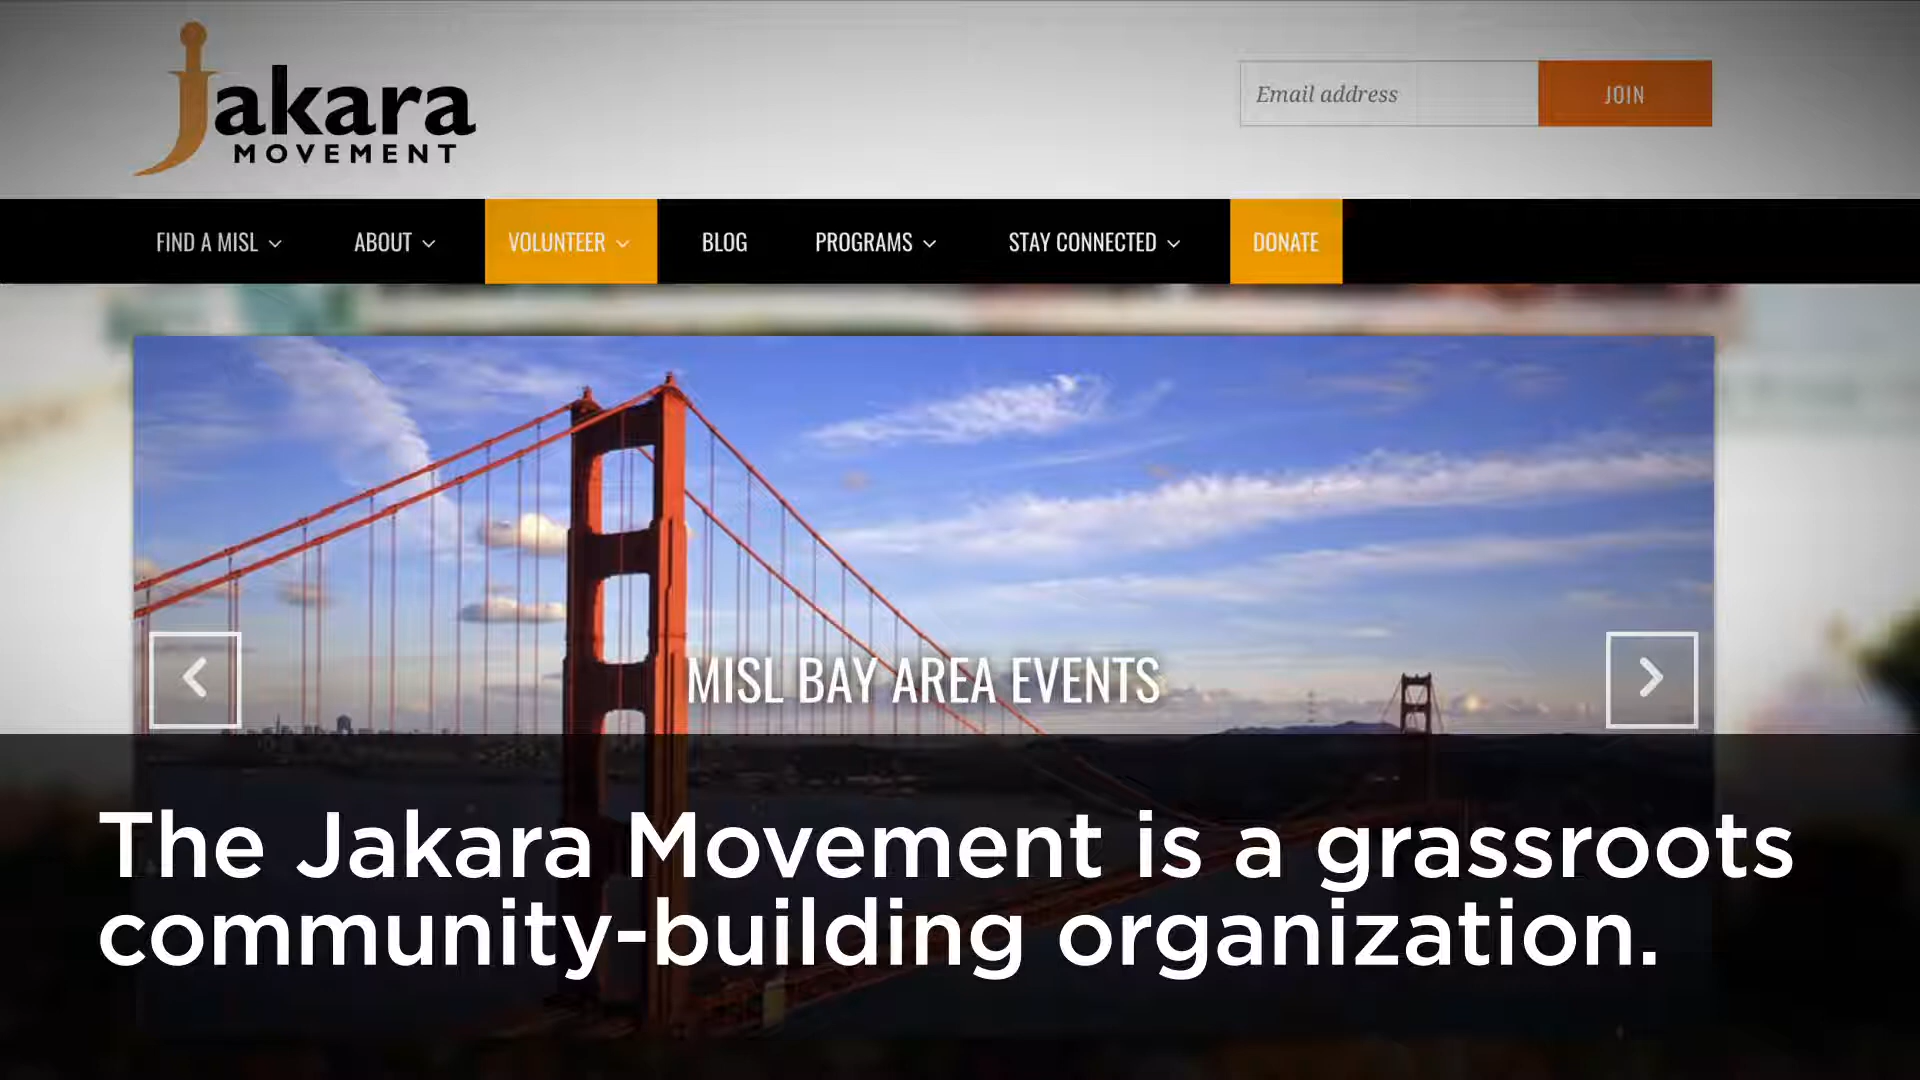 Jakara
MOVEMENT
Email address
JOIN
FIND A MISL
ABOUT
VOLUNTEER
BLOG
PROGRAMS
STAY CONNECTED
DONATE
MISL BAY AREA EVENTS
The Jakara Movement is a grassroots
community-building organization.